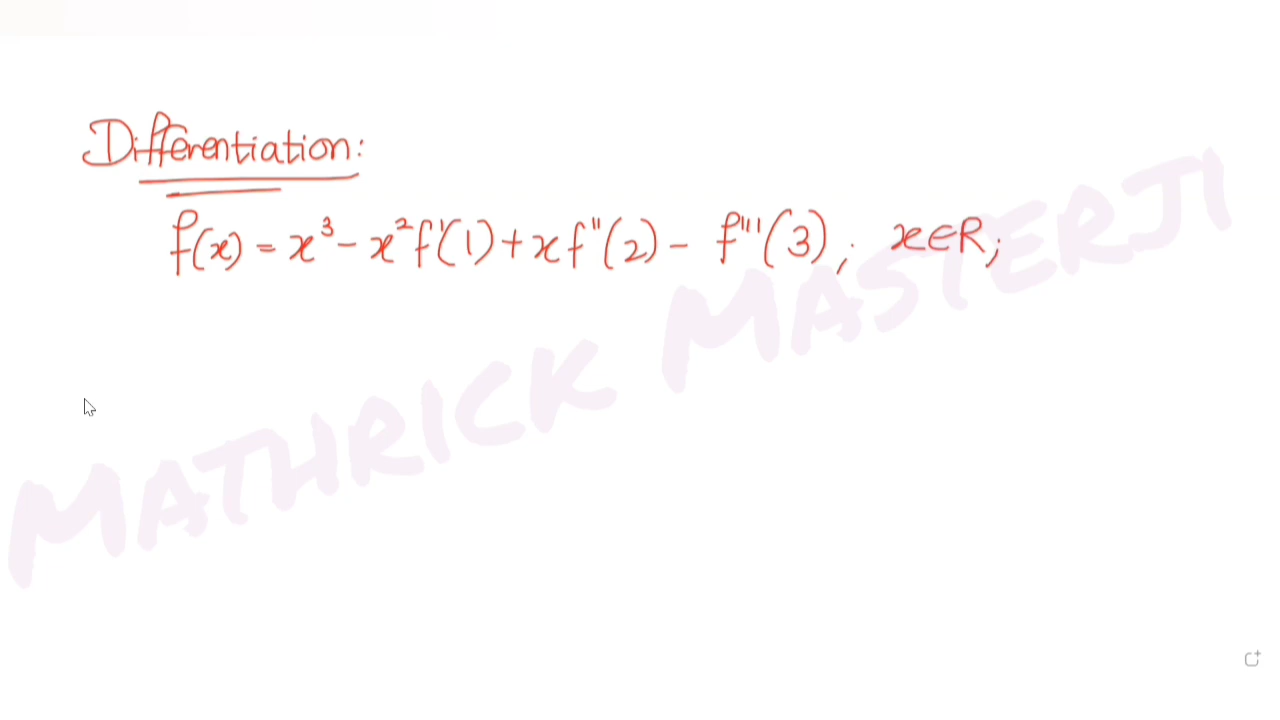 Differentiation:
f(x) = x³ - x²f'(1) + xf''(2) - f'''(3); x∈R;
MATHRICK MASTERJI